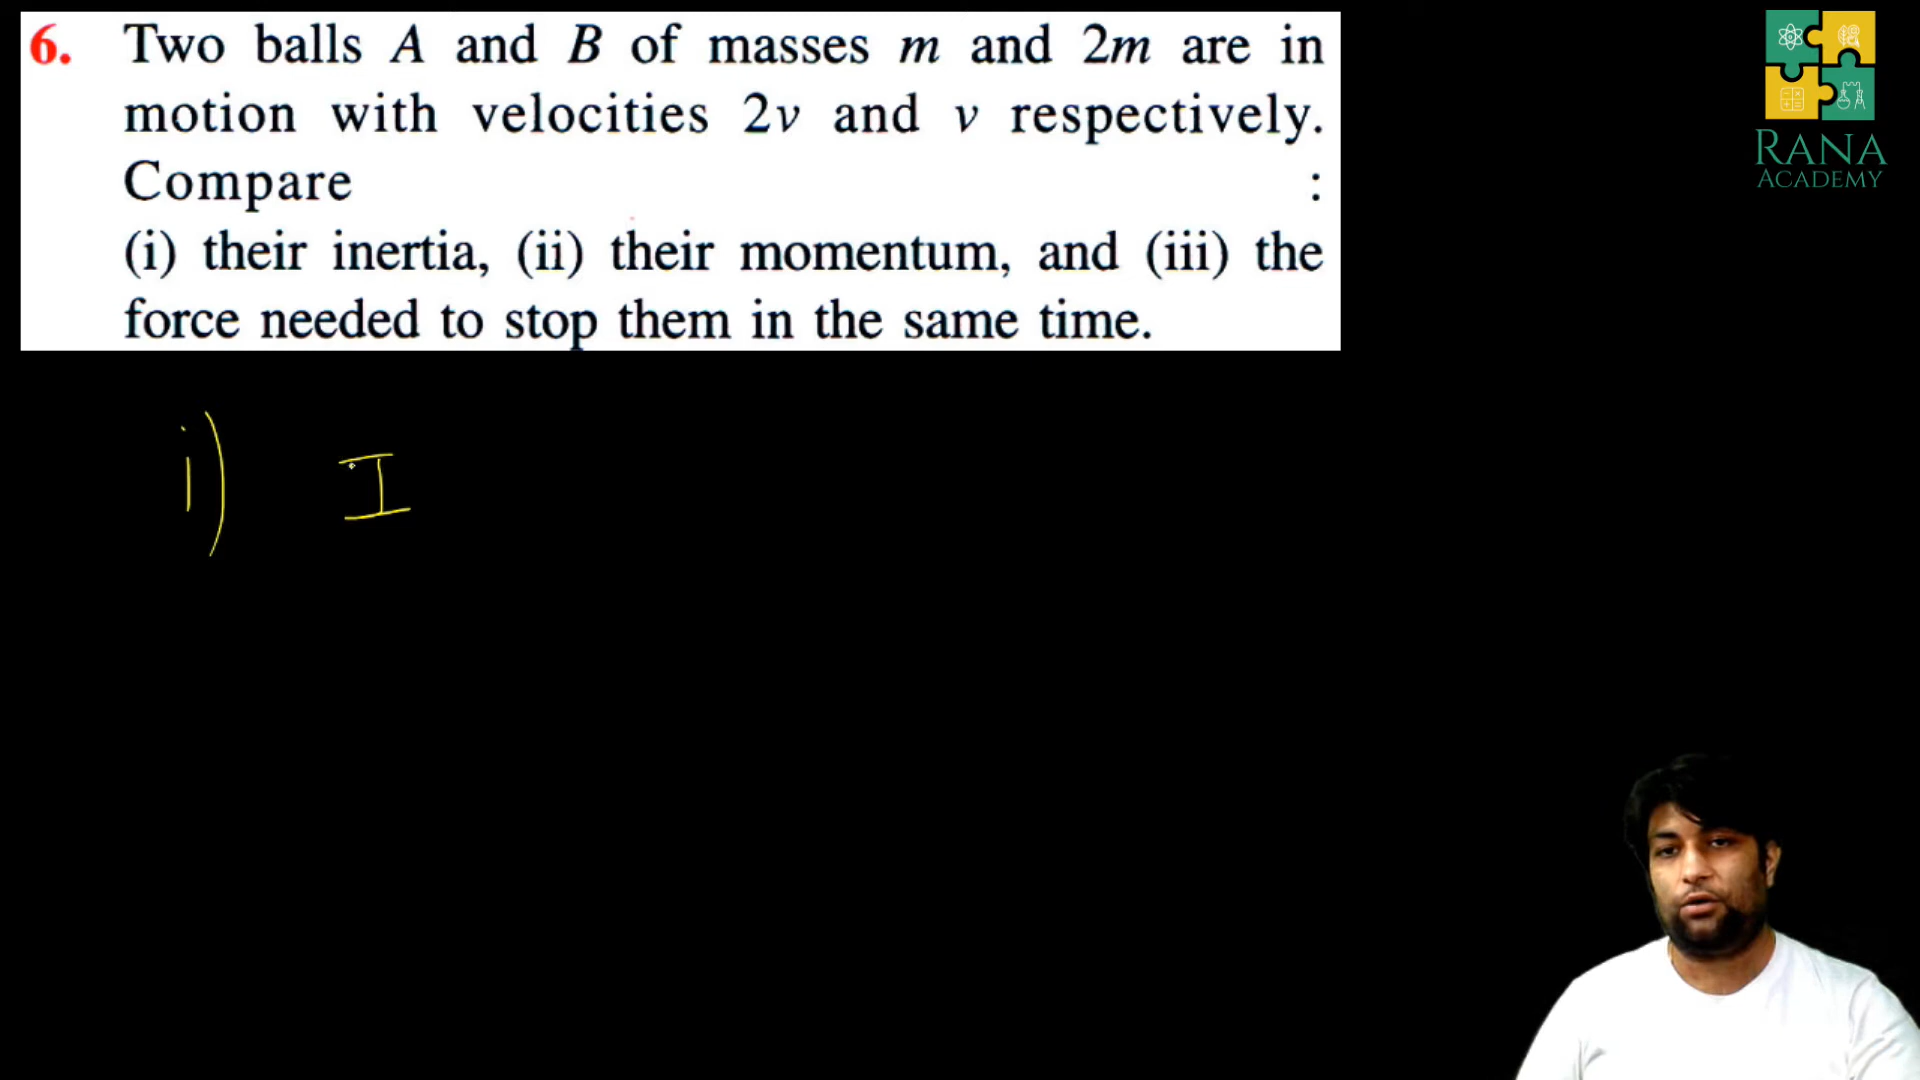 6. Two balls A and B of masses m and 2m are in
motion with velocities 2v and v respectively.
Compare :
(i) their inertia, (ii) their momentum, and (iii) the
force needed to stop them in the same time.
RANA
ACADEMY
i) I